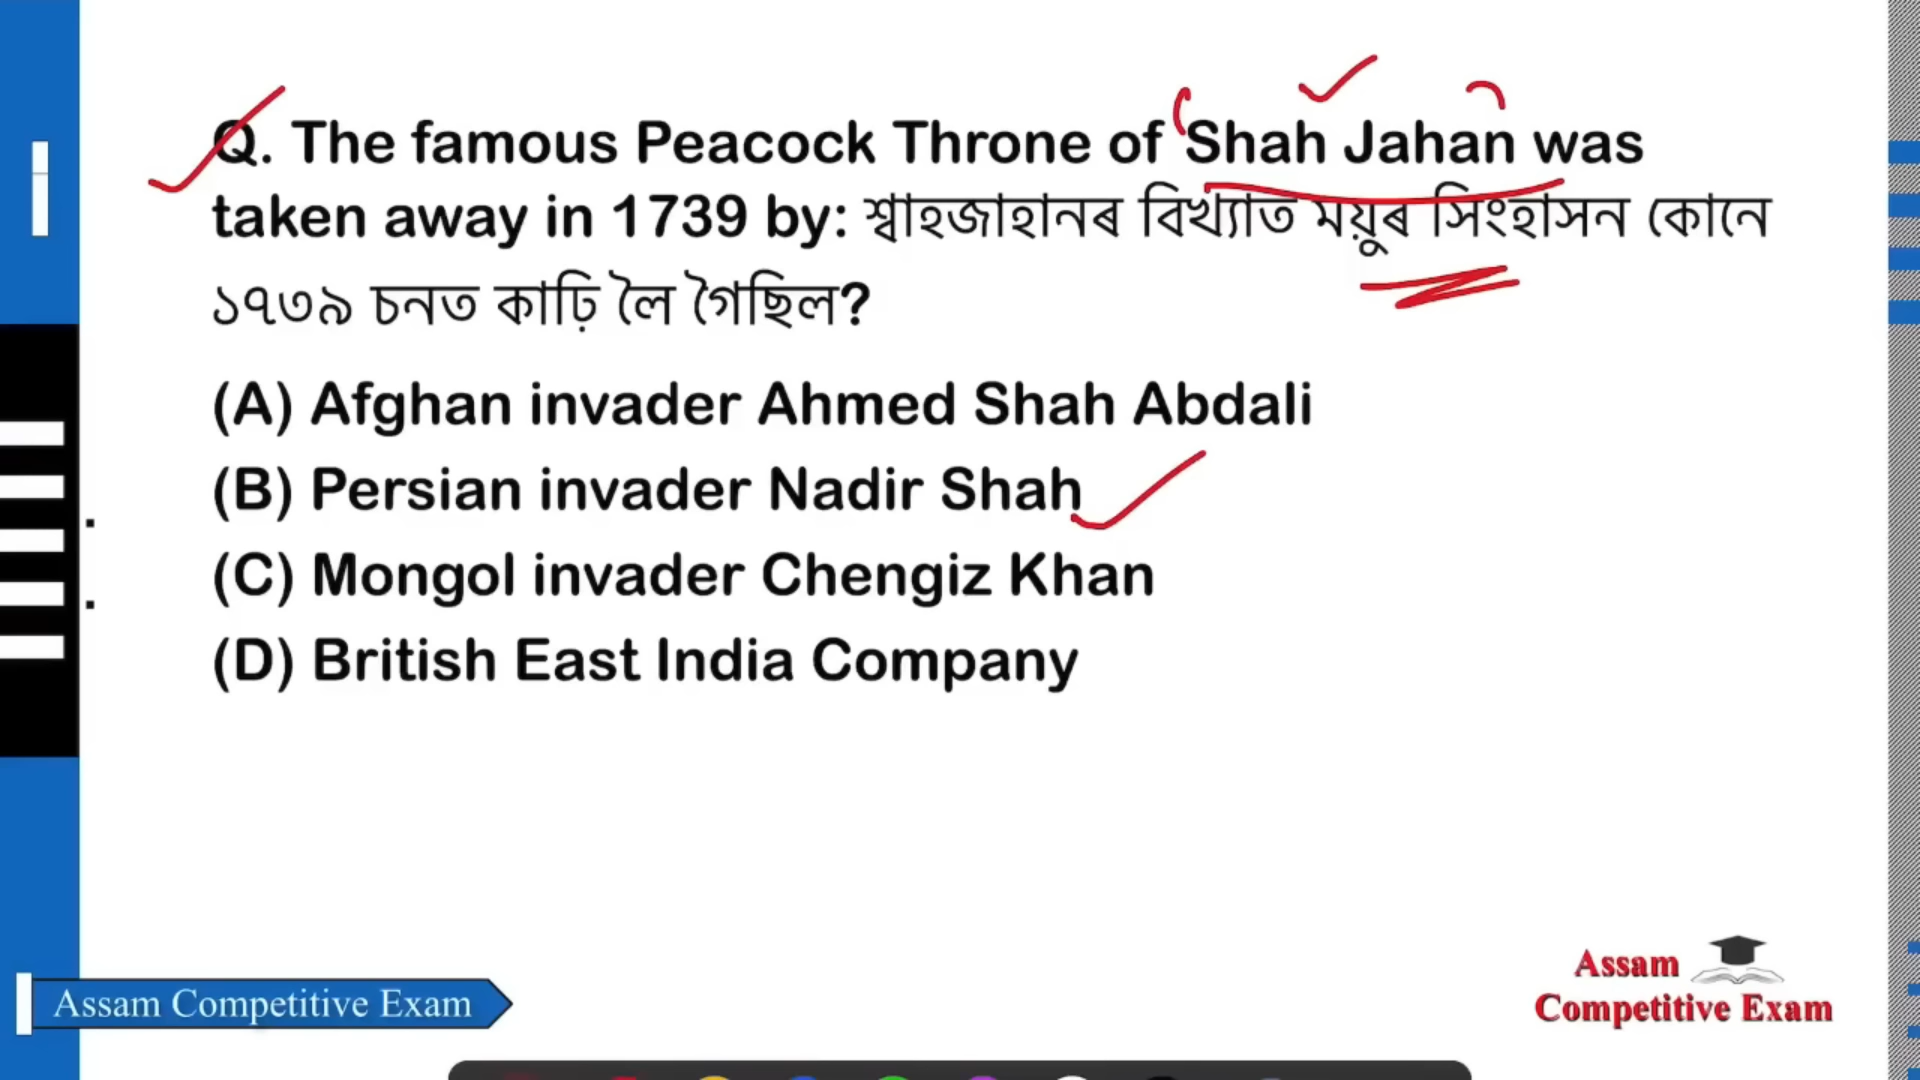 Q. The famous Peacock Throne of Shah Jahan was
taken away in 1739 by: শ্বাহজাহানৰ বিখ্যাত ময়ুৰ সিংহাসন কোনে
১৭৩৯ চনত কাঢ়ি লৈ গৈছিল?
(A) Afghan invader Ahmed Shah Abdali
(B) Persian invader Nadir Shah
(C) Mongol invader Chengiz Khan
(D) British East India Company
Assam Competitive Exam
Assam
Competitive Exam